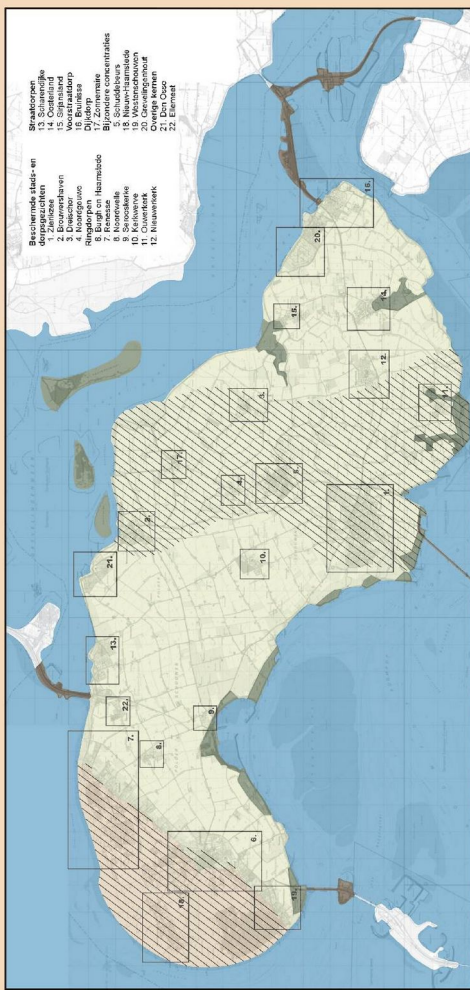 Beschermde stads- en
dorpsgezichten
1. Zierikzee
2. Brouwershaven
3. Dreischor
4. Noordgouwe
Ringdorpen
6. Burgh en Haamstede
7. Renesse
8. Noordwelle
9. Serooskerke
10. Kerkwerve
11. Ouwerkerk
12. Nieuwerkerk
Straatdorpen
13. Scharendijke
14. Oosterland
15. Sirjansland
Voorstraatdorp
16. Bruinisse
Dijkdorp
17. Zonnemaire
Bijzondere concentraties
5. Schuddebeurs
18. Nieuw-Haamstede
19. Westenschouwen
20. Grevelingenhout
Overige kernen
21. Den Osse
22. Ellemeet
7.
22.
13.
21.
2.
17.
18.
8.
6.
9.
10.
4.
3.
5.
15.
20.
16.
19.
1.
12.
14.
11.